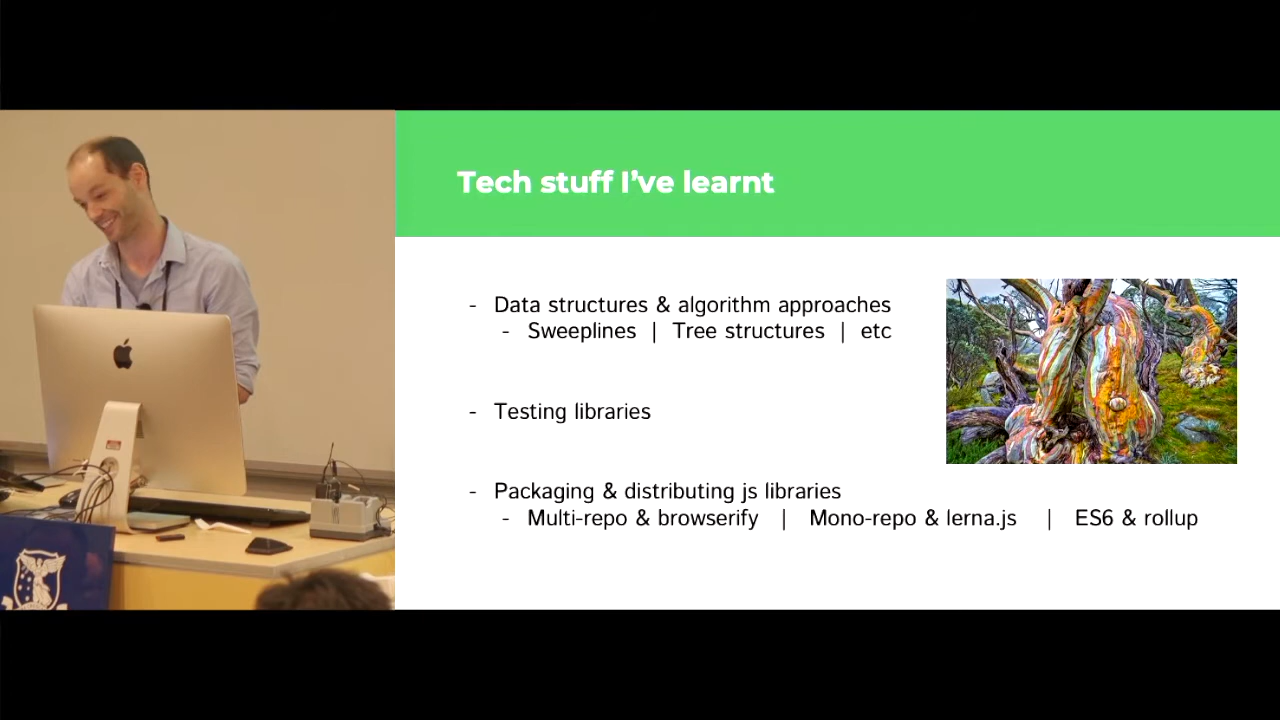 Tech stuff I've learnt
- Data structures & algorithm approaches
- Sweeplines | Tree structures | etc
- Testing libraries
- Packaging & distributing js libraries
- Multi-repo & browserify | Mono-repo & lerna.js | ES6 & rollup